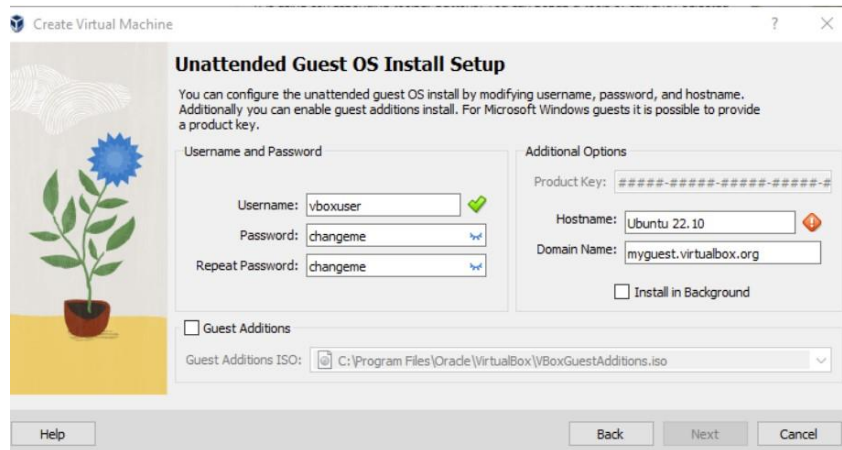 Create Virtual Machine
Unattended Guest OS Install Setup
You can configure the unattended guest OS install by modifying username, password, and hostname.
Additionally you can enable guest additions install. For Microsoft Windows guests it is possible to provide
a product key.
Username and Password
Username: vboxuser
Password: changeme
Repeat Password: changeme
Additional Options
Product Key: #####-#####-#####-#####-#
Hostname: Ubuntu 22.10
Domain Name: myguest.virtualbox.org
Install in Background
Guest Additions
Guest Additions ISO: C:\Program Files\Oracle\VirtualBox\VBoxGuestAdditions.iso
Help
Back
Next
Cancel